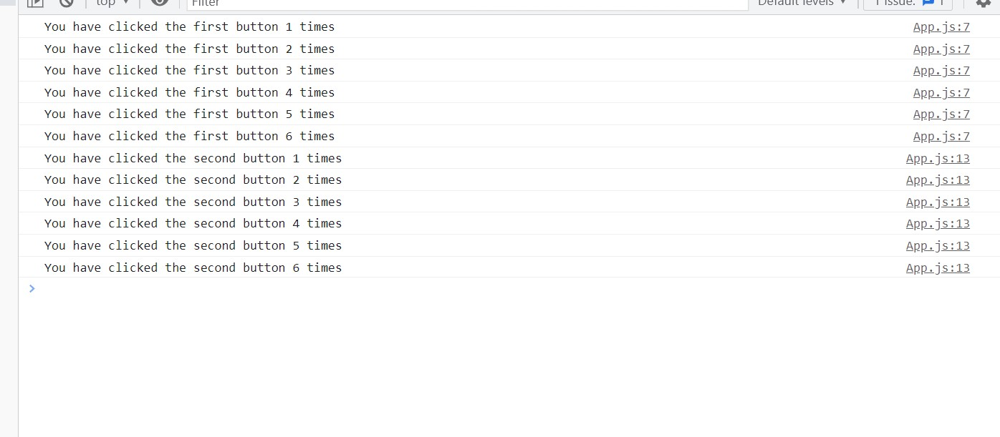 top
Filter
Default levels
1 Issue: 1
You have clicked the first button 1 times App.js:7
You have clicked the first button 2 times App.js:7
You have clicked the first button 3 times App.js:7
You have clicked the first button 4 times App.js:7
You have clicked the first button 5 times App.js:7
You have clicked the first button 6 times App.js:7
You have clicked the second button 1 times App.js:13
You have clicked the second button 2 times App.js:13
You have clicked the second button 3 times App.js:13
You have clicked the second button 4 times App.js:13
You have clicked the second button 5 times App.js:13
You have clicked the second button 6 times App.js:13